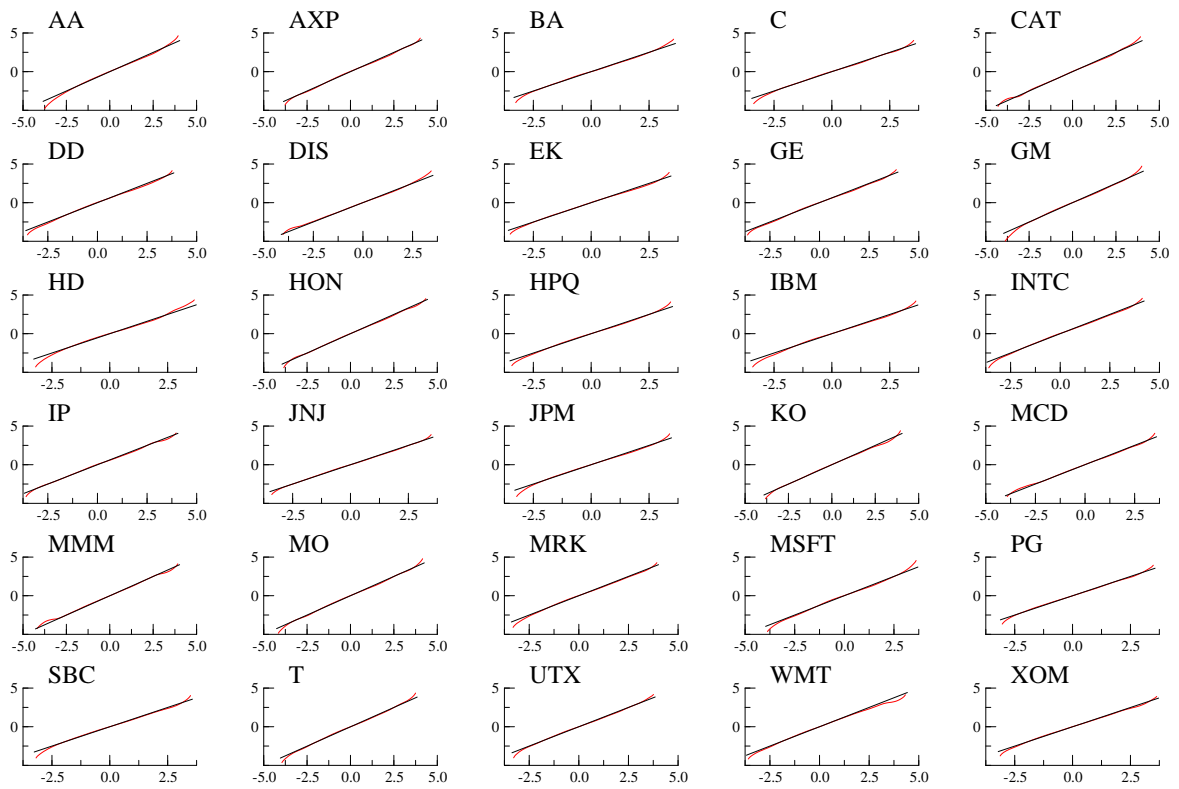 AA AXP BA C CAT
5 5 5 5 5
0 0 0 0 0
-5.0 -2.5 0.0 2.5 5.0 -5.0 -2.5 0.0 2.5 5.0 -2.5 0.0 2.5 -2.5 0.0 2.5 -5.0 -2.5 0.0 2.5 5.0
DD DIS EK GE GM
5 5 5 5 5
0 0 0 0 0
-2.5 0.0 2.5 5.0 -5.0 -2.5 0.0 2.5 -2.5 0.0 2.5 -2.5 0.0 2.5 5.0 -5.0 -2.5 0.0 2.5 5.0
HD HON HPQ IBM INTC
5 5 5 5 5
0 0 0 0 0
-2.5 0.0 2.5 -5.0 -2.5 0.0 2.5 5.0 -2.5 0.0 2.5 -2.5 0.0 2.5 -2.5 0.0 2.5 5.0
IP JNJ JPM KO MCD
5 5 5 5 5
0 0 0 0 0
-2.5 0.0 2.5 5.0 -2.5 0.0 2.5 -2.5 0.0 2.5 -5.0 -2.5 0.0 2.5 5.0 -5.0 -2.5 0.0 2.5
MMM MO MRK MSFT PG
5 5 5 5 5
0 0 0 0 0
-5.0 -2.5 0.0 2.5 5.0 -5.0 -2.5 0.0 2.5 5.0 -2.5 0.0 2.5 5.0 -5.0 -2.5 0.0 2.5 -2.5 0.0 2.5
SBC T UTX WMT XOM
5 5 5 5 5
0 0 0 0 0
-2.5 0.0 2.5 -5.0 -2.5 0.0 2.5 5.0 -2.5 0.0 2.5 5.0 -2.5 0.0 2.5 5.0 -2.5 0.0 2.5